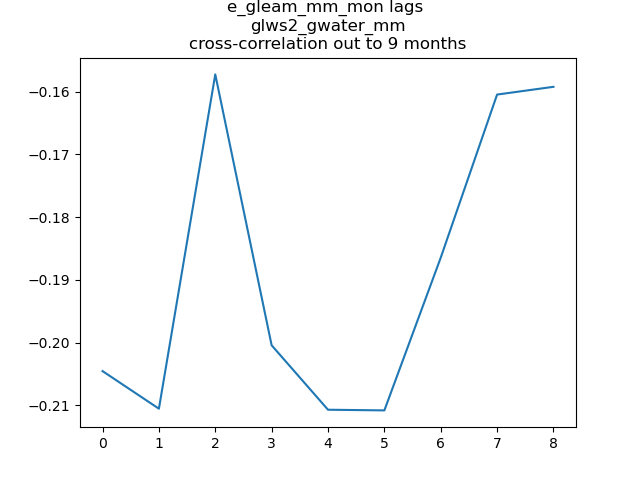 e_gleam_mm_mon lags
glws2_gwater_mm
cross-correlation out to 9 months
−0.16
−0.17
−0.18
−0.19
−0.20
−0.21
0 1 2 3 4 5 6 7 8